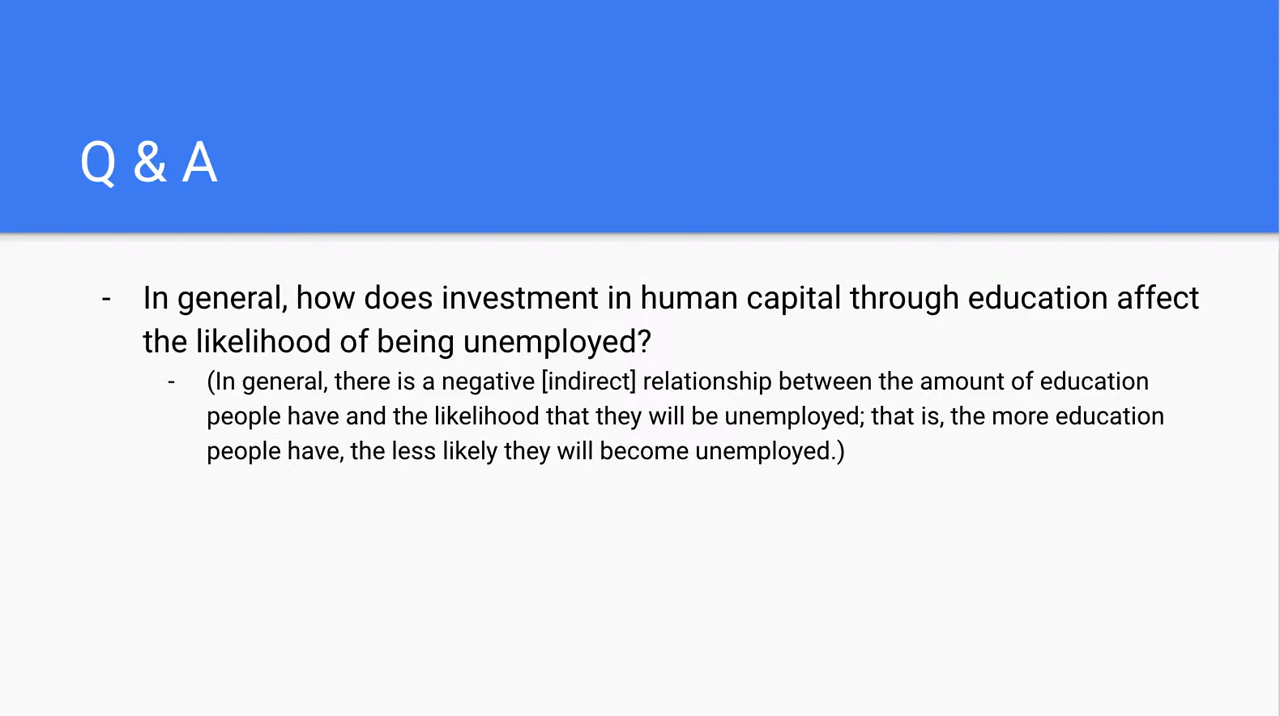 Q & A
- In general, how does investment in human capital through education affect
the likelihood of being unemployed?
- (In general, there is a negative [indirect] relationship between the amount of education
people have and the likelihood that they will be unemployed; that is, the more education
people have, the less likely they will become unemployed.)